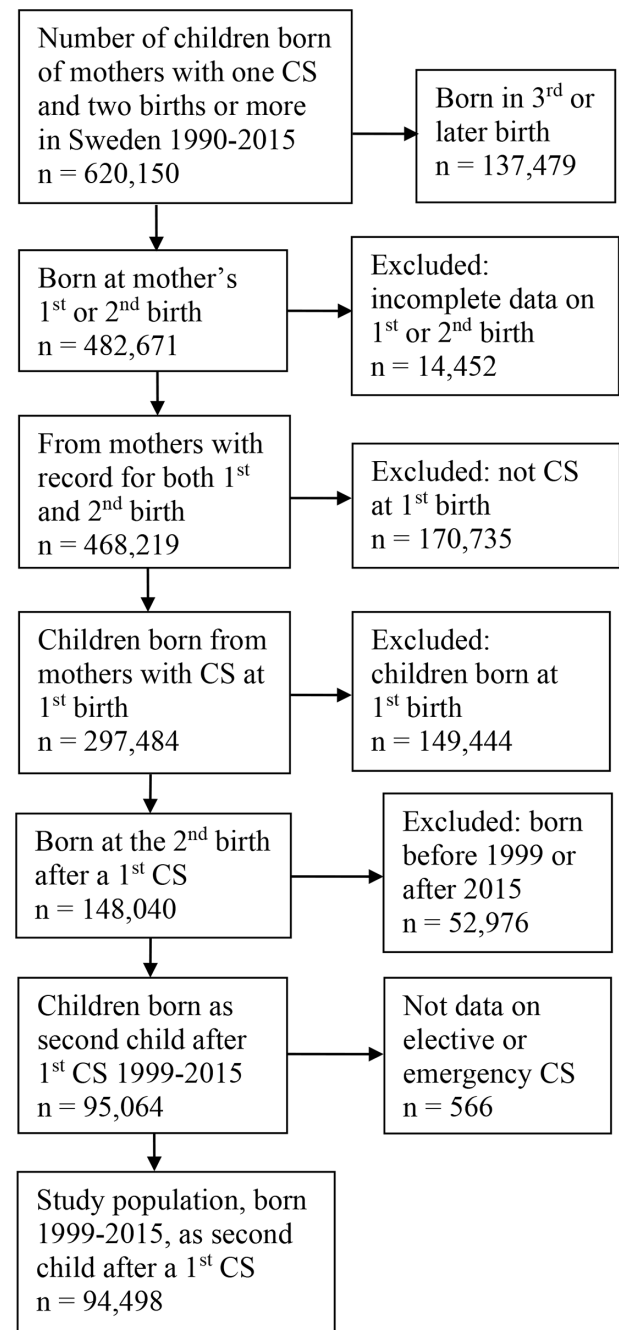 Number of children born
of mothers with one CS
and two births or more
in Sweden 1990-2015
n = 620,150
Born in 3rd or
later birth
n = 137,479
Born at mother’s
1st or 2nd birth
n = 482,671
Excluded:
incomplete data on
1st or 2nd birth
n = 14,452
From mothers with
record for both 1st
and 2nd birth
n = 468,219
Excluded: not CS
at 1st birth
n = 170,735
Children born from
mothers with CS at
1st birth
n = 297,484
Excluded:
children born at
1st birth
n = 149,444
Born at the 2nd birth
after a 1st CS
n = 148,040
Excluded: born
before 1999 or
after 2015
n = 52,976
Children born as
second child after
1st CS 1999-2015
n = 95,064
Not data on
elective or
emergency CS
n = 566
Study population, born
1999-2015, as second
child after a 1st CS
n = 94,498